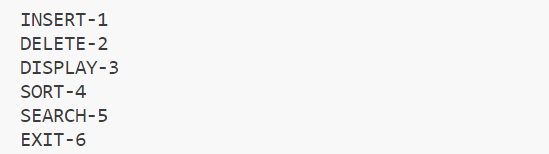 INSERT-1
DELETE-2
DISPLAY-3
SORT-4
SEARCH-5
EXIT-6